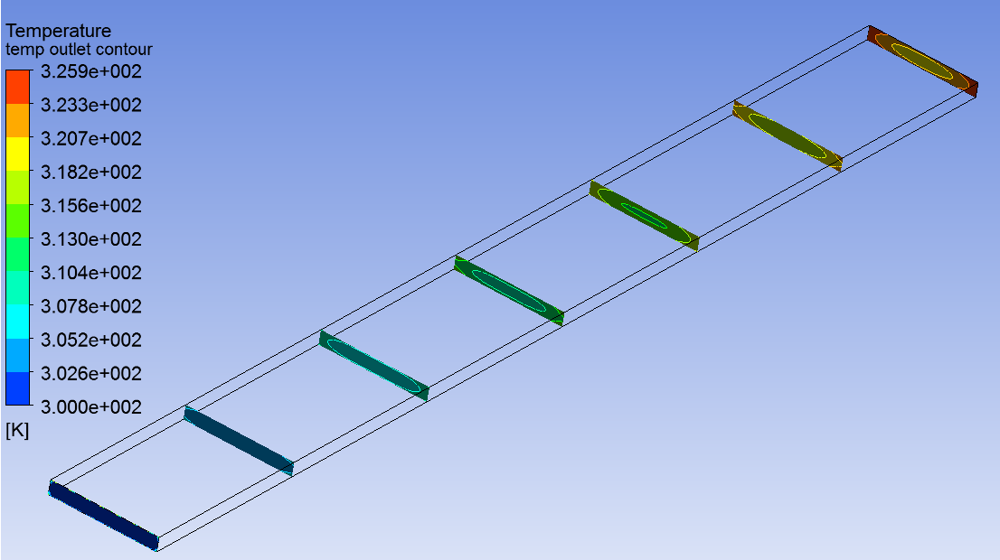 Temperature
temp outlet contour
3.259e+002
3.233e+002
3.207e+002
3.182e+002
3.156e+002
3.130e+002
3.104e+002
3.078e+002
3.052e+002
3.026e+002
3.000e+002
[K]